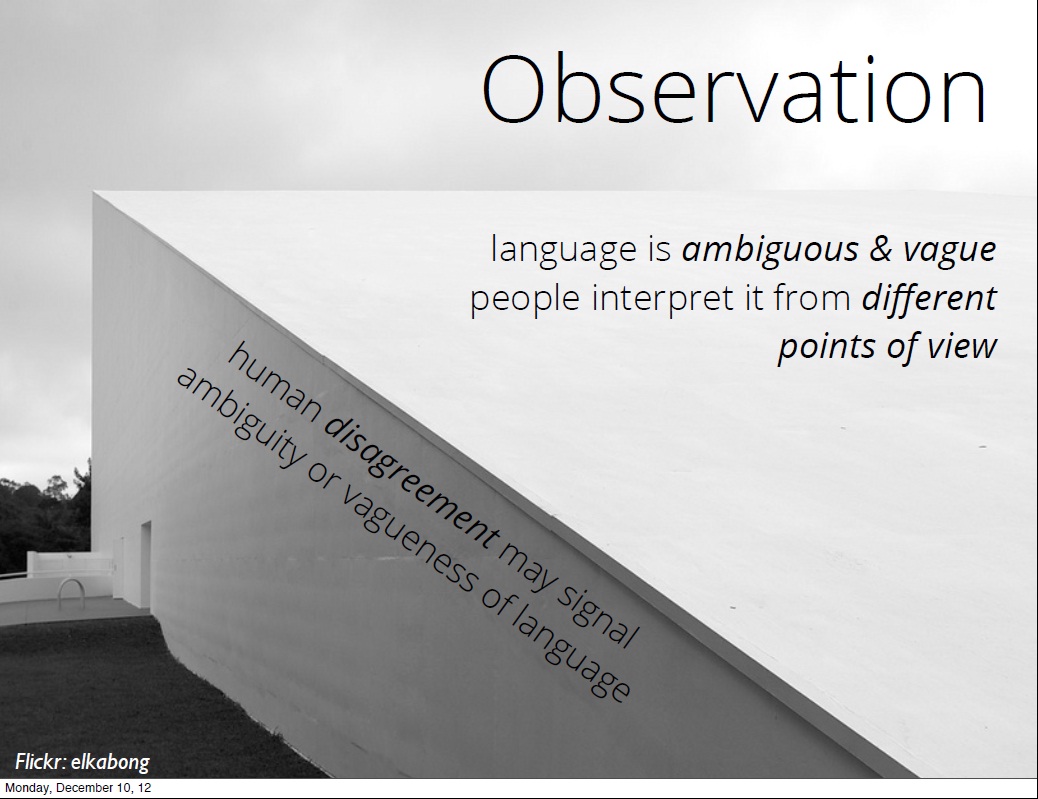 Observation
language is ambiguous & vague
people interpret it from different
points of view
human disagreement may signal
ambiguity or vagueness of language
Flickr: elkabong
Monday, December 10, 12